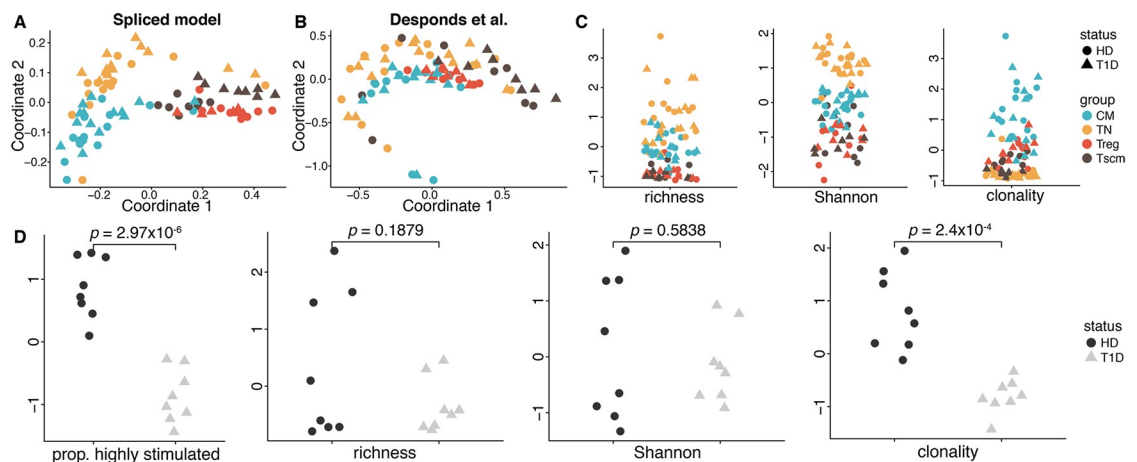 A
Spliced model
0.2
0.1
0.0
−0.1
−0.2
Coordinate 2
−0.2
0.0
0.2
0.4
Coordinate 1
B
Desponds et al.
0.5
0.0
−0.5
−1.0
Coordinate 2
−0.5
0.0
0.5
Coordinate 1
C
3
2
1
0
−1
richness
2
1
0
−1
−2
Shannon
3
2
1
0
−1
clonality
status
HD
T1D
group
CM
TN
Treg
Tscm
D
p = 2.97x10-6
1
0
−1
prop. highly stimulated
p = 0.1879
2
1
0
richness
p = 0.5838
2
1
0
−1
Shannon
p = 2.4x10-4
2
1
0
−1
clonality
status
HD
T1D